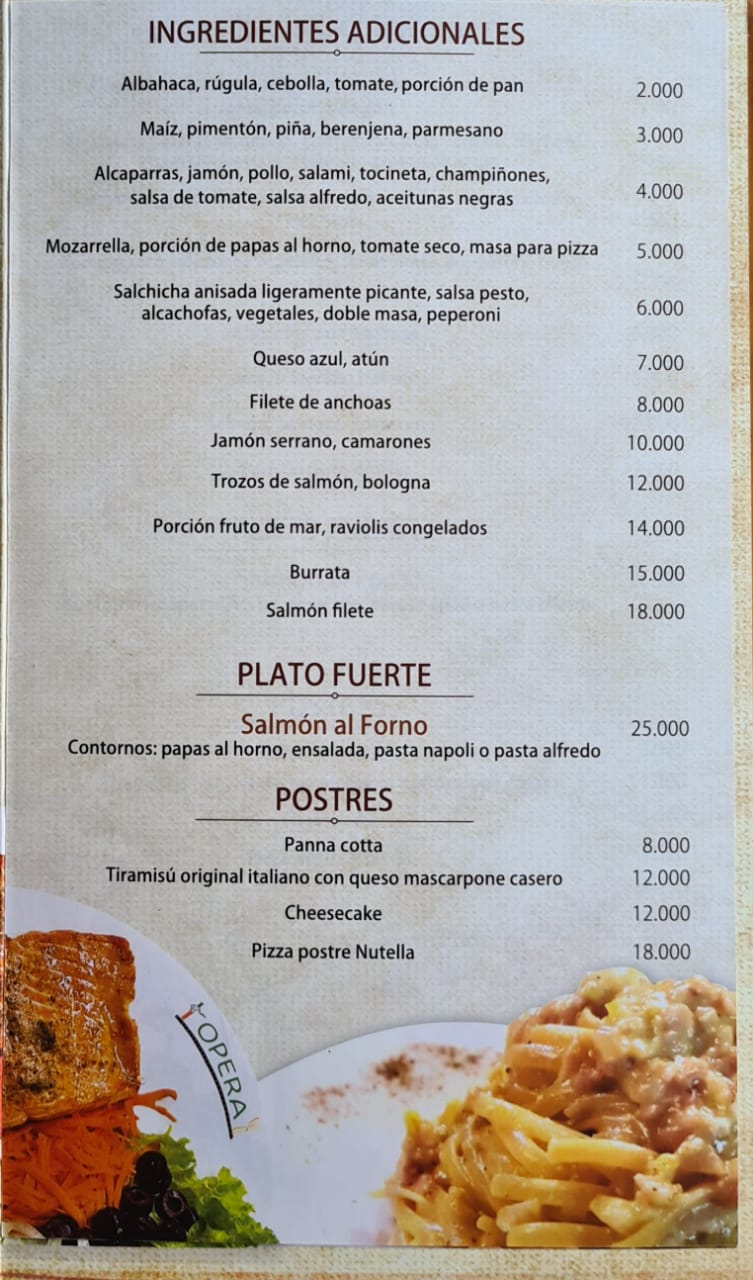 INGREDIENTES ADICIONALES
Albahaca, rúgula, cebolla, tomate, porción de pan 2.000
Maíz, pimentón, piña, berenjena, parmesano 3.000
Alcaparras, jamón, pollo, salami, tocineta, champiñones,
salsa de tomate, salsa alfredo, aceitunas negras 4.000
Mozarrella, porción de papas al horno, tomate seco, masa para pizza 5.000
Salchicha anisada ligeramente picante, salsa pesto,
alcachofas, vegetales, doble masa, peperoni 6.000
Queso azul, atún 7.000
Filete de anchoas 8.000
Jamón serrano, camarones 10.000
Trozos de salmón, bologna 12.000
Porción fruto de mar, raviolis congelados 14.000
Burrata 15.000
Salmón filete 18.000
PLATO FUERTE
Salmón al Forno 25.000
Contornos: papas al horno, ensalada, pasta napoli o pasta alfredo
POSTRES
Panna cotta 8.000
Tiramisú original italiano con queso mascarpone casero 12.000
Cheesecake 12.000
Pizza postre Nutella 18.000
OPERA